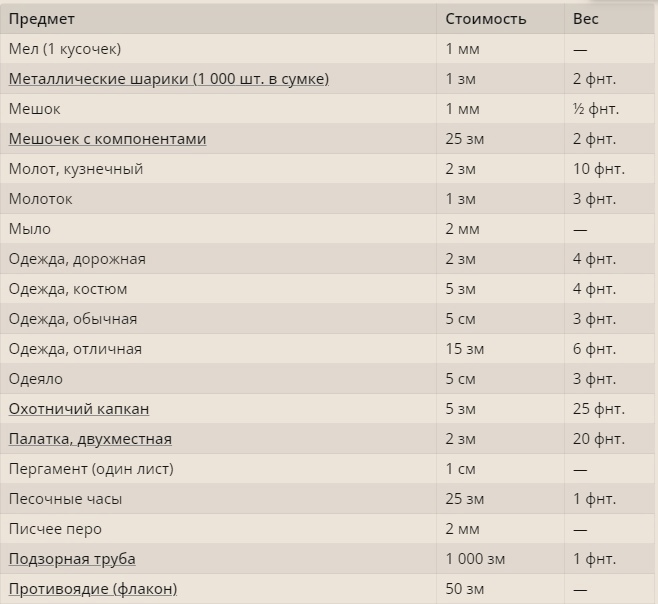 Предмет Стоимость Вес
Мел (1 кусочек) 1 мм —
Металлические шарики (1 000 шт. в сумке) 1 зм 2 фнт.
Мешок 1 мм ½ фнт.
Мешочек с компонентами 25 зм 2 фнт.
Молот, кузнечный 2 зм 10 фнт.
Молоток 1 зм 3 фнт.
Мыло 2 мм —
Одежда, дорожная 2 зм 4 фнт.
Одежда, костюм 5 зм 4 фнт.
Одежда, обычная 5 см 3 фнт.
Одежда, отличная 15 зм 6 фнт.
Одеяло 5 см 3 фнт.
Охотничий капкан 5 зм 25 фнт.
Палатка, двухместная 2 зм 20 фнт.
Пергамент (один лист) 1 см —
Песочные часы 25 зм 1 фнт.
Писчее перо 2 мм —
Подзорная труба 1 000 зм 1 фнт.
Противоядие (флакон) 50 зм —